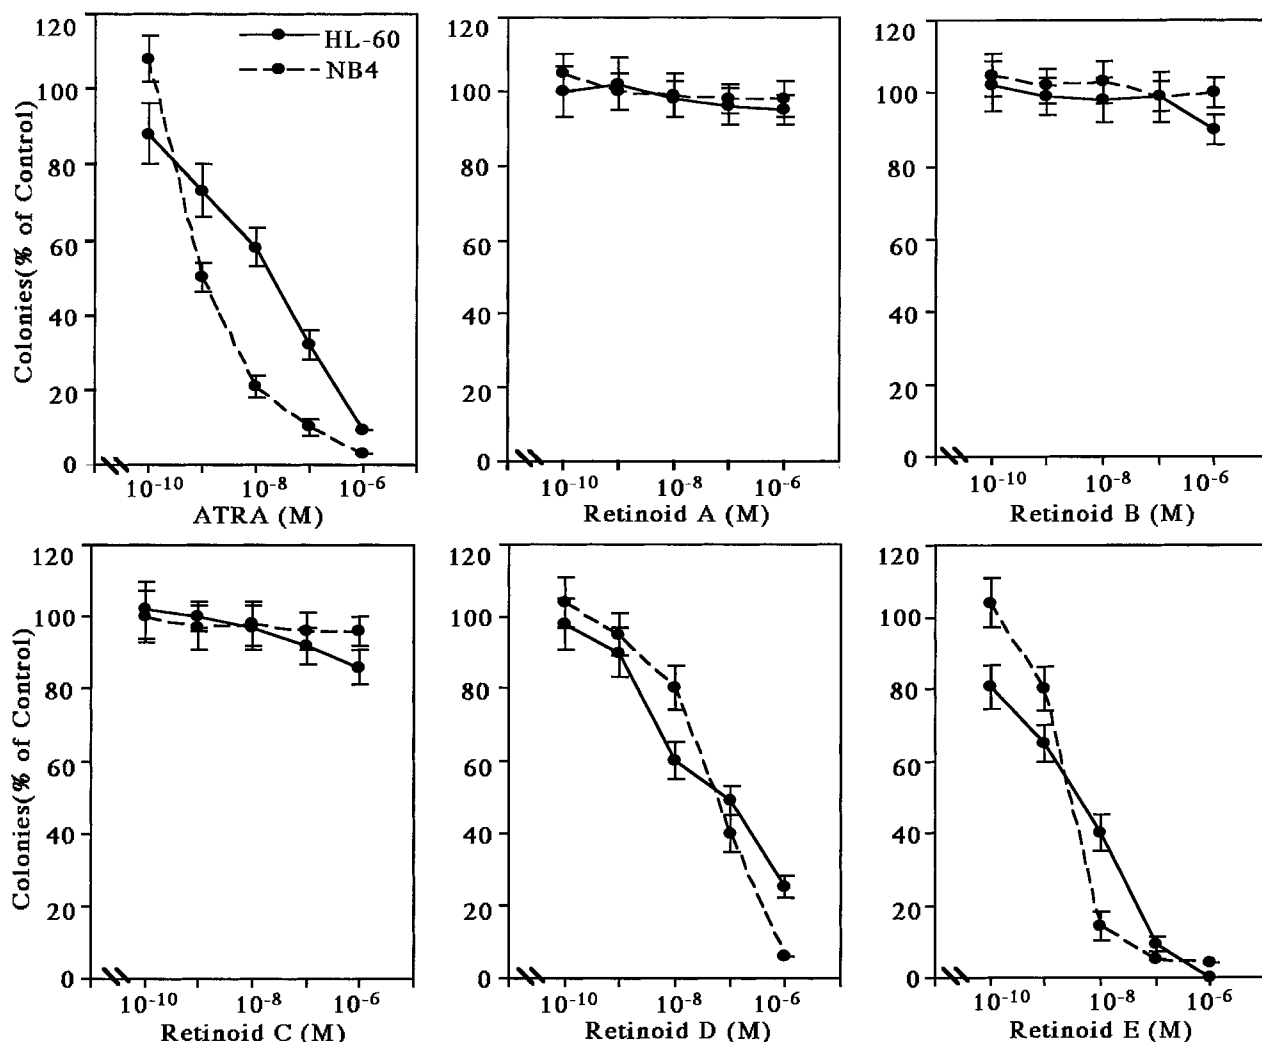 Colonies(% of Control)
120
100
80
60
40
20
0
HL-60
NB4
10⁻¹⁰ 10⁻⁸ 10⁻⁶
ATRA (M)
120
100
80
60
40
20
0
10⁻¹⁰ 10⁻⁸ 10⁻⁶
Retinoid A (M)
120
100
80
60
40
20
0
10⁻¹⁰ 10⁻⁸ 10⁻⁶
Retinoid B (M)
Colonies(% of Control)
120
100
80
60
40
20
0
10⁻¹⁰ 10⁻⁸ 10⁻⁶
Retinoid C (M)
120
100
80
60
40
20
0
10⁻¹⁰ 10⁻⁸ 10⁻⁶
Retinoid D (M)
120
100
80
60
40
20
0
10⁻¹⁰ 10⁻⁸ 10⁻⁶
Retinoid E (M)